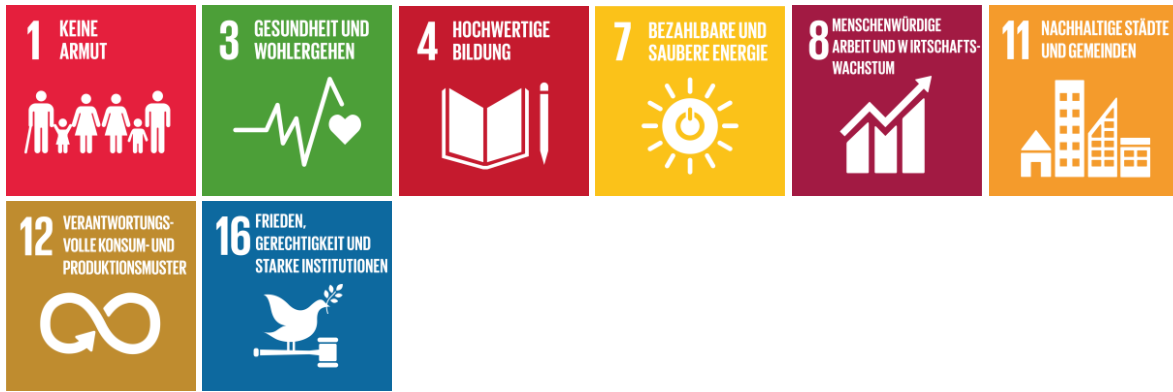 1 KEINE
ARMUT
3 GESUNDHEIT UND
WOHLERGEHEN
4 HOCHWERTIGE
BILDUNG
7 BEZAHLBARE UND
SAUBERE ENERGIE
8 MENSCHENWÜRDIGE
ARBEIT UND WIRTSCHAFTS-
WACHSTUM
11 NACHHALTIGE STÄDTE
UND GEMEINDEN
12 VERANTWORTUNGS-
VOLLE KONSUM- UND
PRODUKTIONSMUSTER
16 FRIEDEN,
GERECHTIGKEIT UND
STARKE INSTITUTIONEN